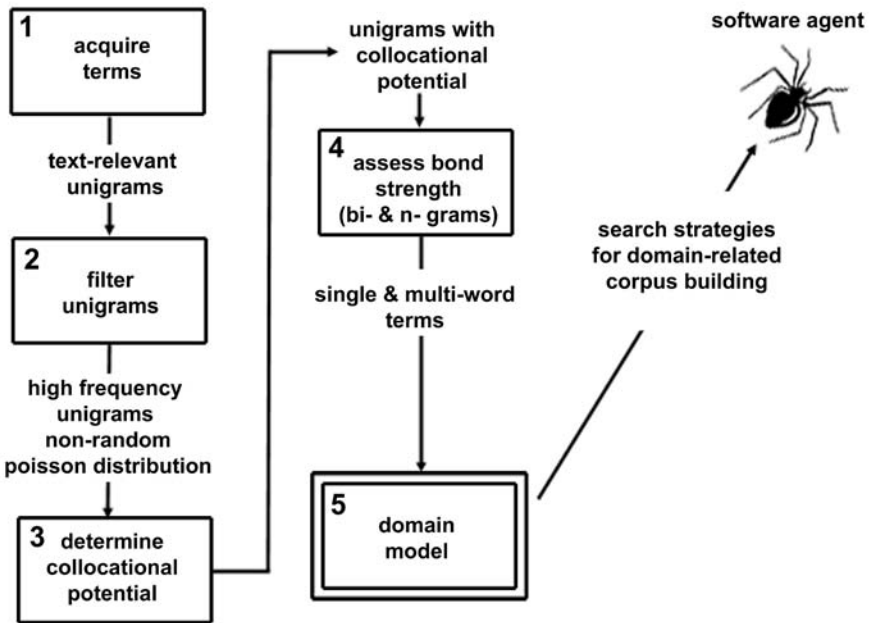 1
acquire
terms
text-relevant
unigrams
2
filter
unigrams
high frequency
unigrams
non-random
poisson distribution
3
determine
collocational
potential
unigrams with
collocational
potential
4
assess bond
strength
(bi- & n- grams)
single & multi-word
terms
5
domain
model
search strategies
for domain-related
corpus building
software agent